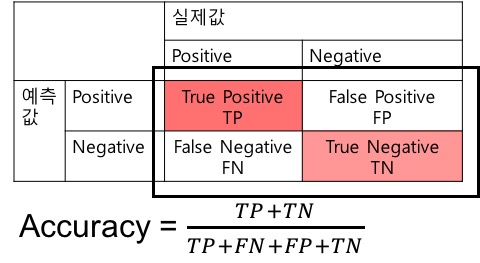 실제값
Positive Negative
예측값 Positive True Positive TP False Positive FP
Negative False Negative FN True Negative TN
Accuracy = TP+TN / TP+FN+FP+TN